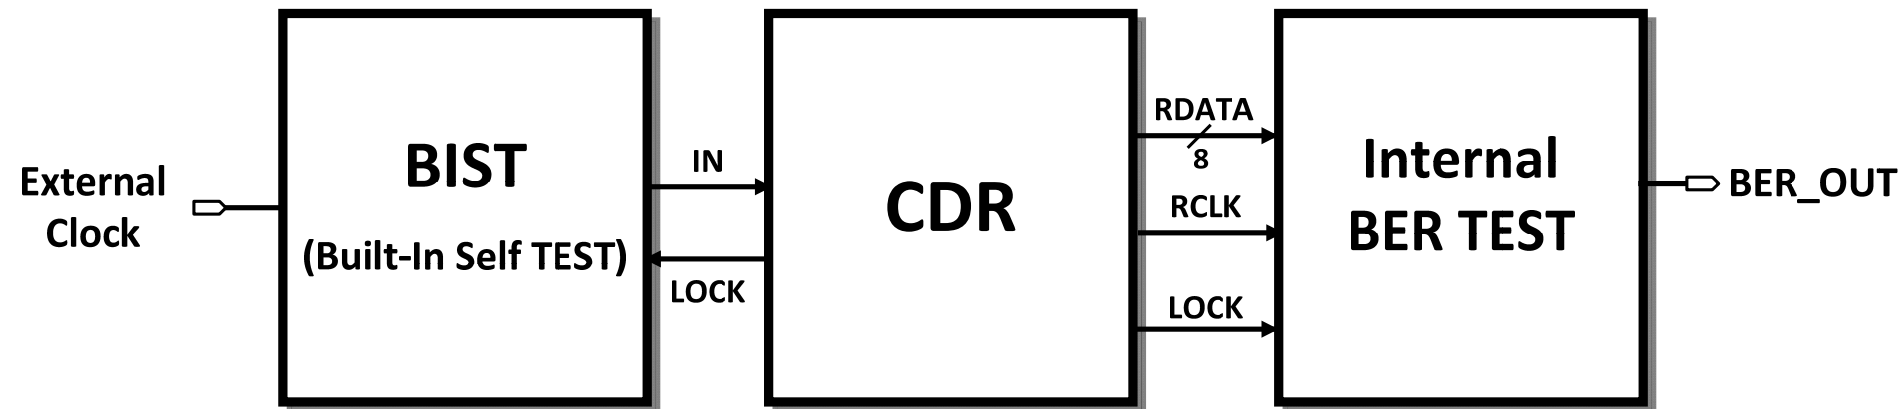 External
Clock
BIST
(Built-In Self TEST)
IN
LOCK
CDR
RDATA
8
RCLK
LOCK
Internal
BER TEST
BER_OUT